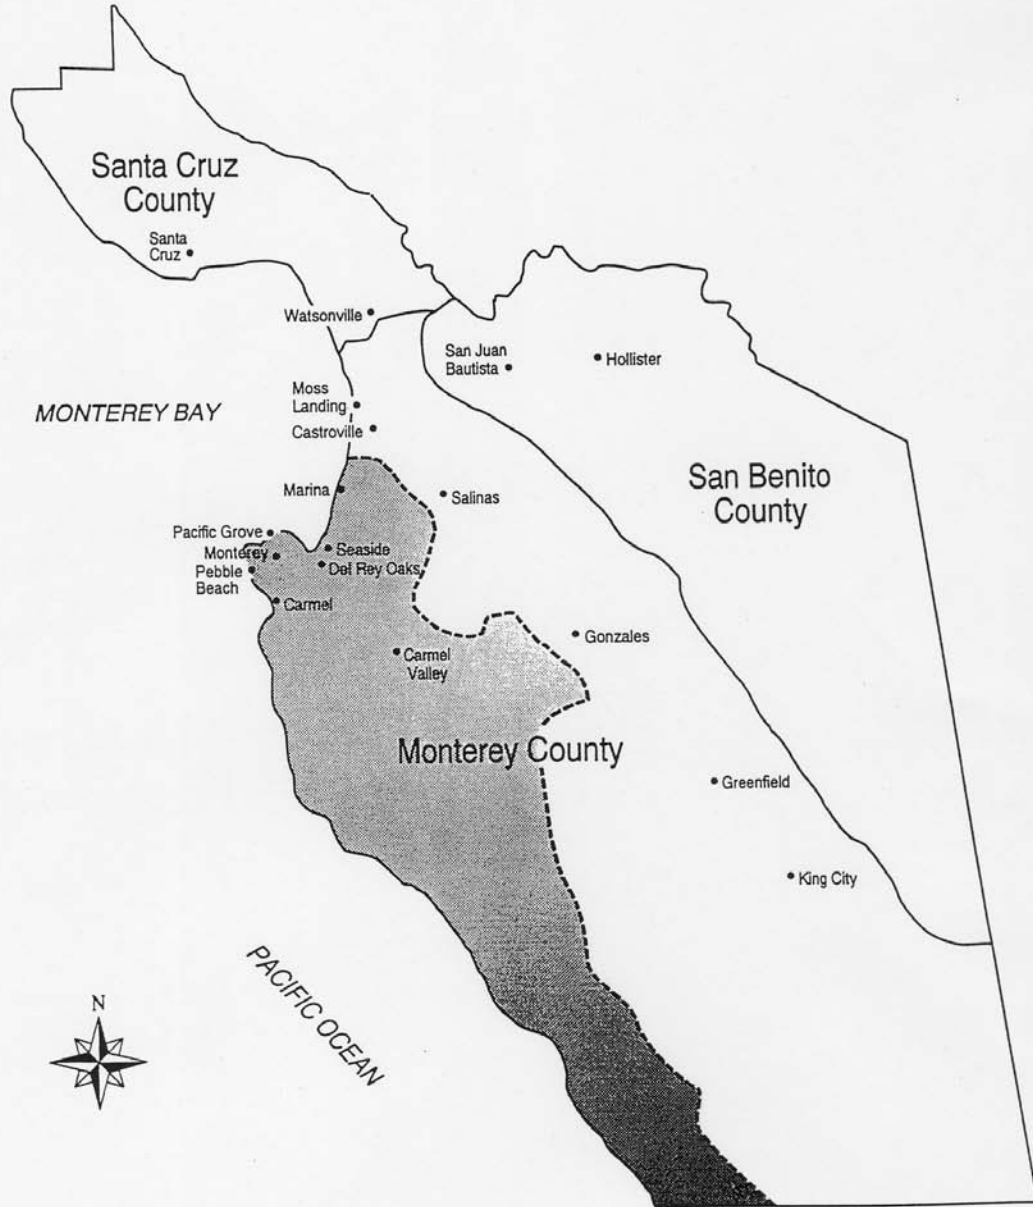 Santa Cruz
County
Santa
Cruz
Watsonville
San Juan
Bautista
Hollister
Moss
Landing
MONTEREY BAY
Castroville
San Benito
County
Marina
Salinas
Pacific Grove
Seaside
Monterey
Del Rey Oaks
Pebble
Beach
Carmel
Gonzales
Carmel
Valley
Monterey County
Greenfield
King City
PACIFIC OCEAN
N